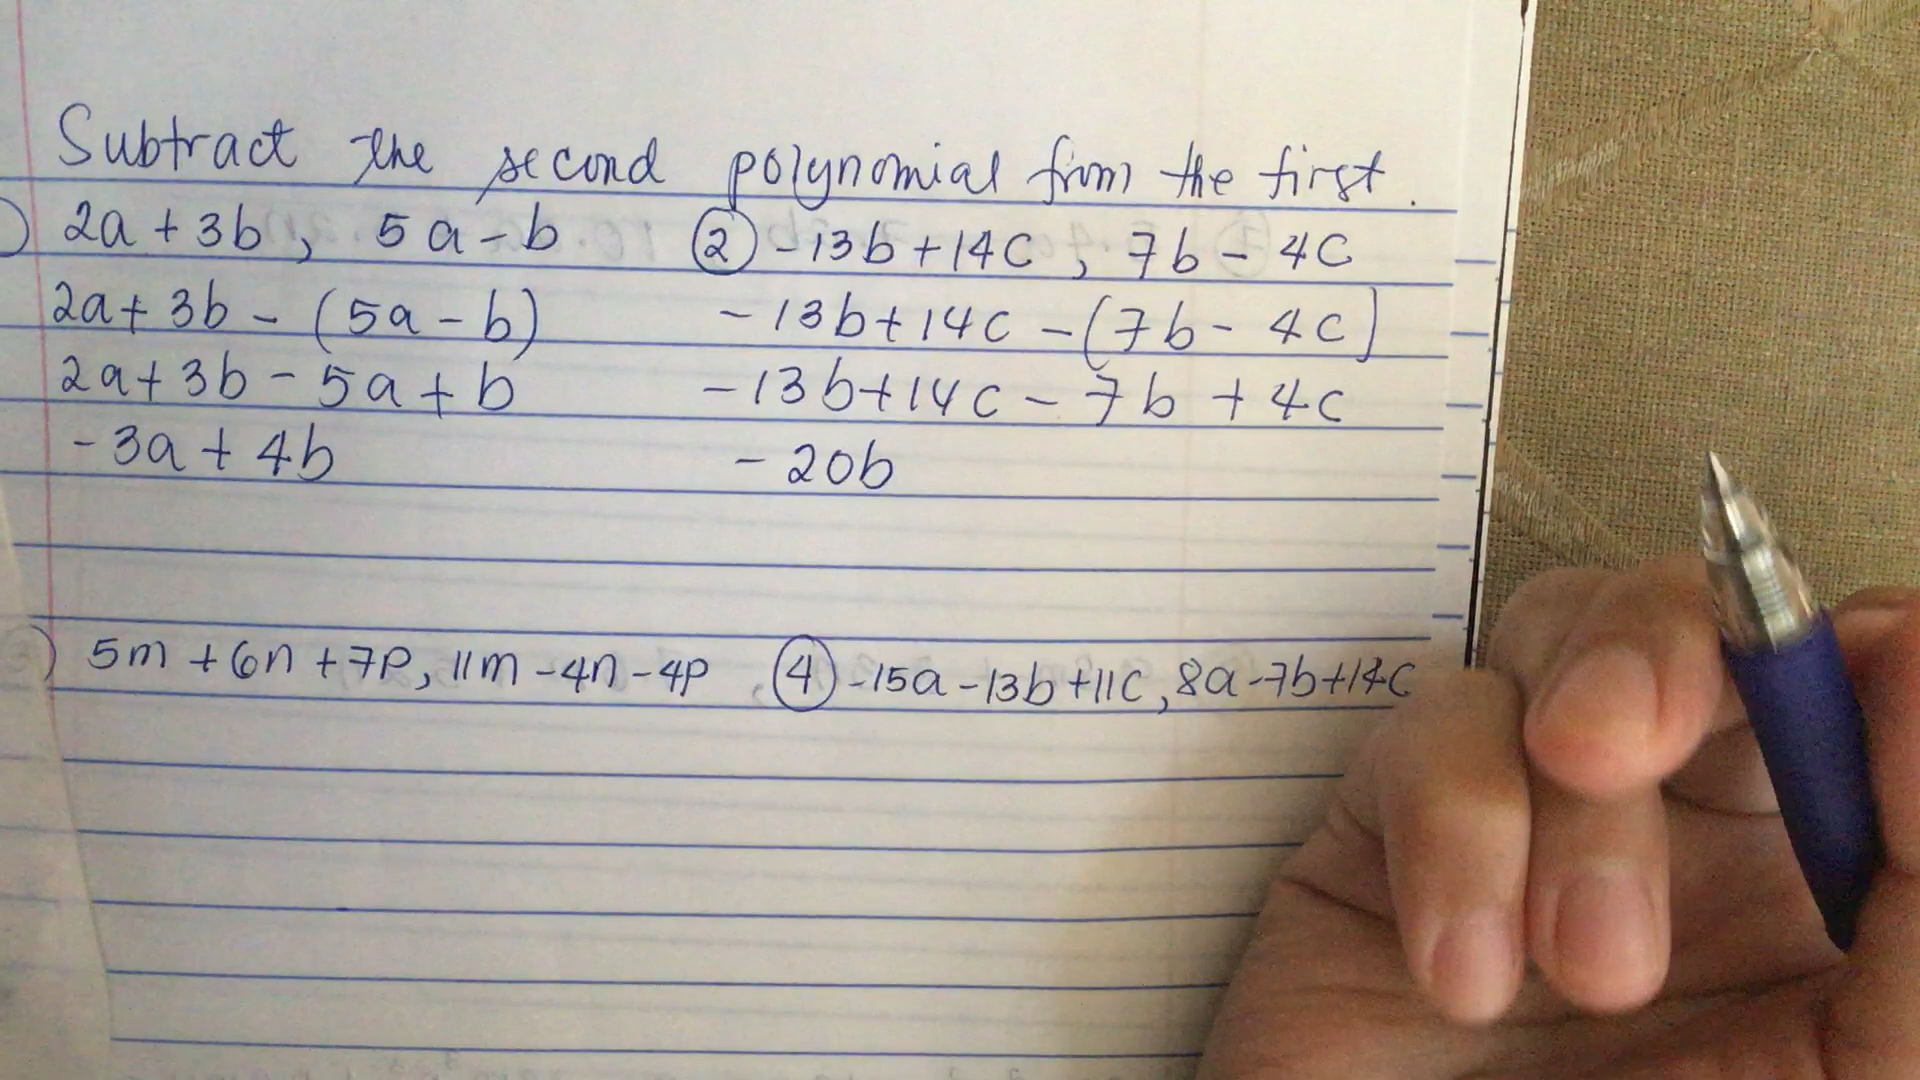 Subtract the second polynomial from the first.
) 2a + 3b, 5a - b ② -13b + 14c, 7b - 4c
2a + 3b - (5a - b) -13b + 14c - (7b - 4c)
2a + 3b - 5a + b -13b + 14c - 7b + 4c
-3a + 4b -20b
) 5m + 6n + 7p, 11m - 4n - 4p ④ -15a - 13b + 11c, 8a - 7b + 14c